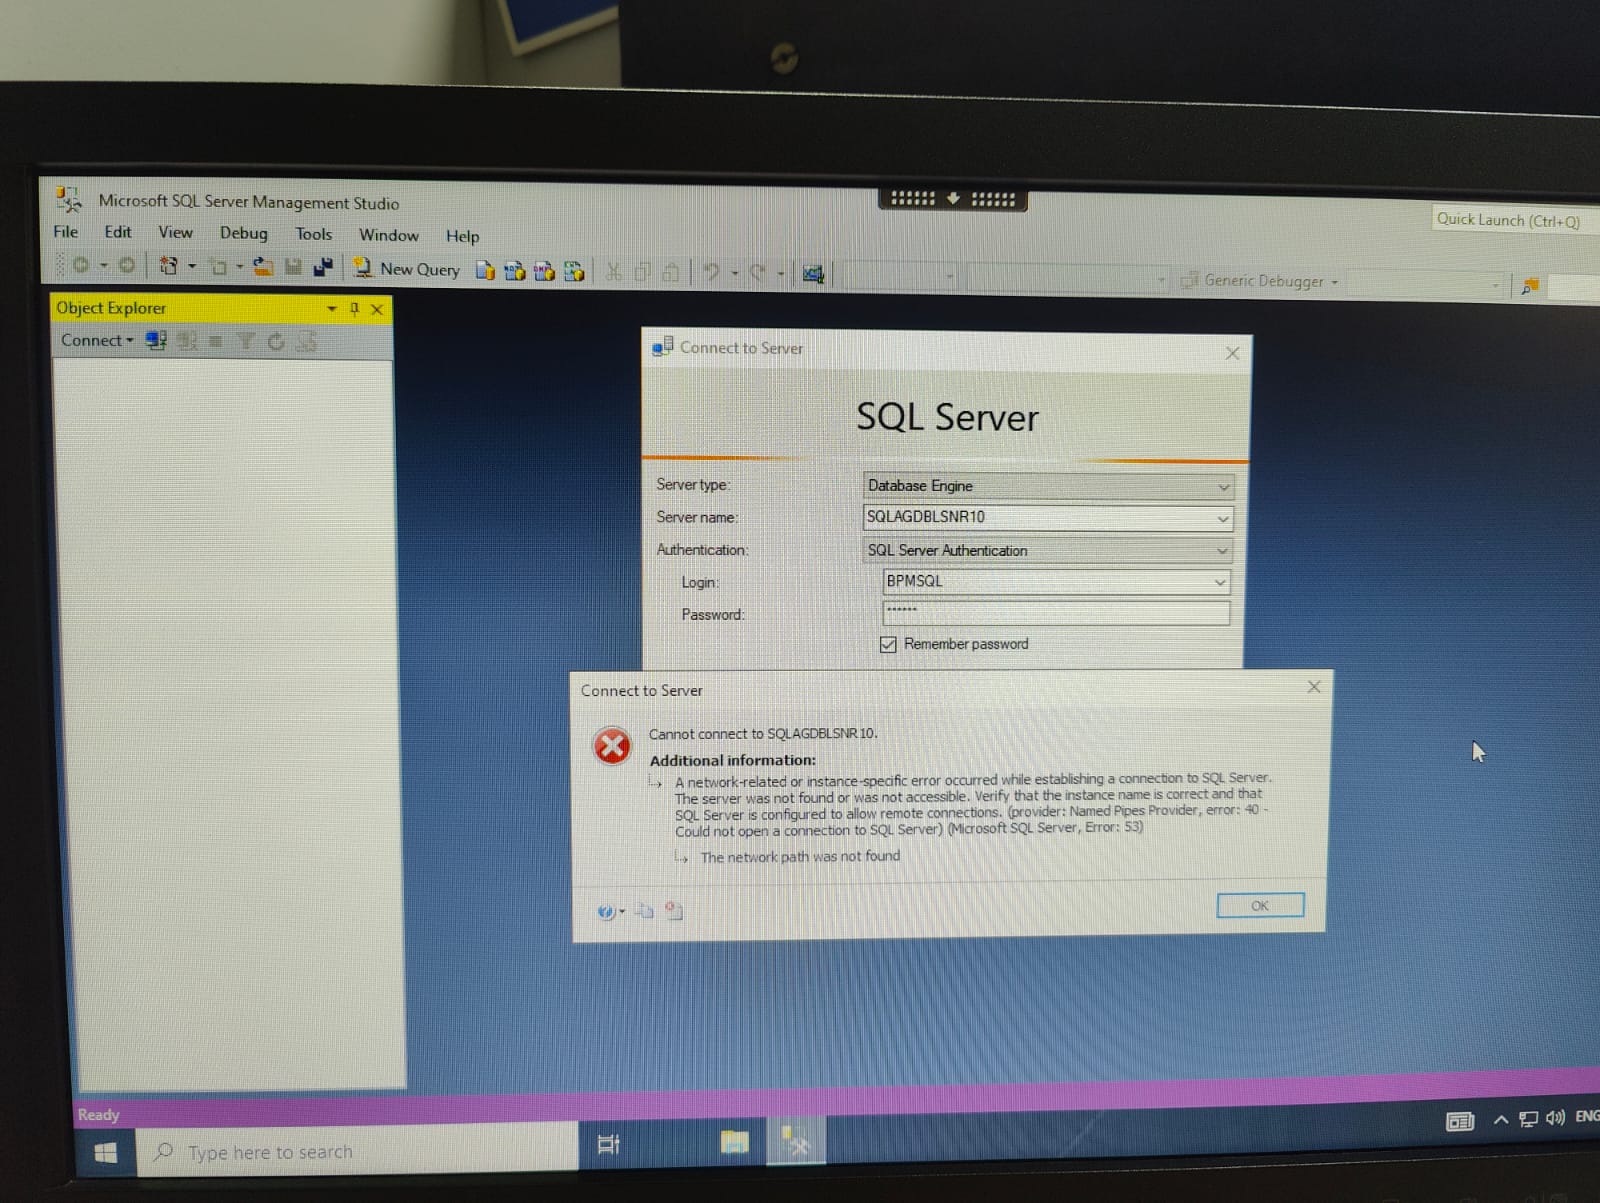 Microsoft SQL Server Management Studio
Quick Launch (Ctrl+Q)
File Edit View Debug Tools Window Help
New Query
Generic Debugger
Object Explorer
Connect
Connect to Server
SQL Server
Server type: Database Engine
Server name: SQLAGDBLSNR10
Authentication: SQL Server Authentication
Login: BPMSQL
Password: ••••••
Remember password
Connect to Server
Cannot connect to SQLAGDBLSNR10.
Additional information:
A network-related or instance-specific error occurred while establishing a connection to SQL Server.
The server was not found or was not accessible. Verify that the instance name is correct and that
SQL Server is configured to allow remote connections. (provider: Named Pipes Provider, error: 40 -
Could not open a connection to SQL Server) (Microsoft SQL Server, Error: 53)
The network path was not found
OK
Ready
Type here to search
ENG